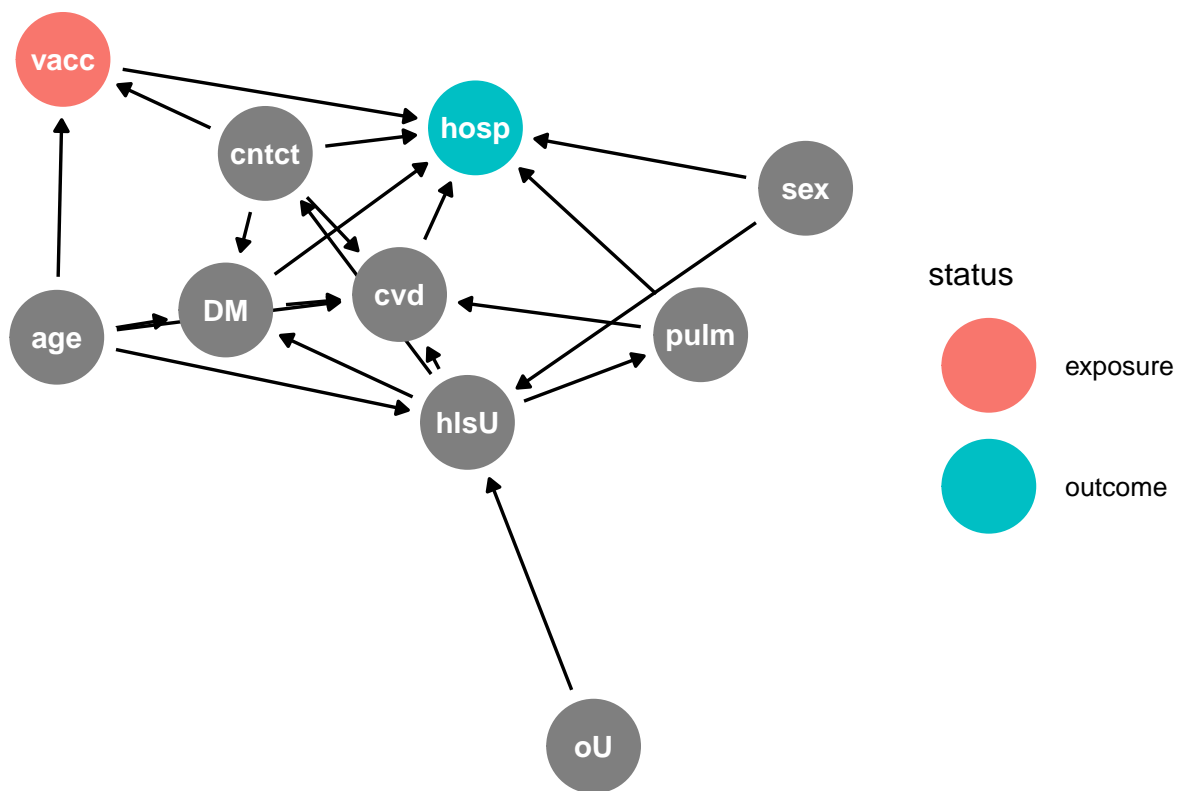 vacc
hosp
cntct
sex
status
DM
cvd
age
pulm
exposure
hlsU
outcome
oU